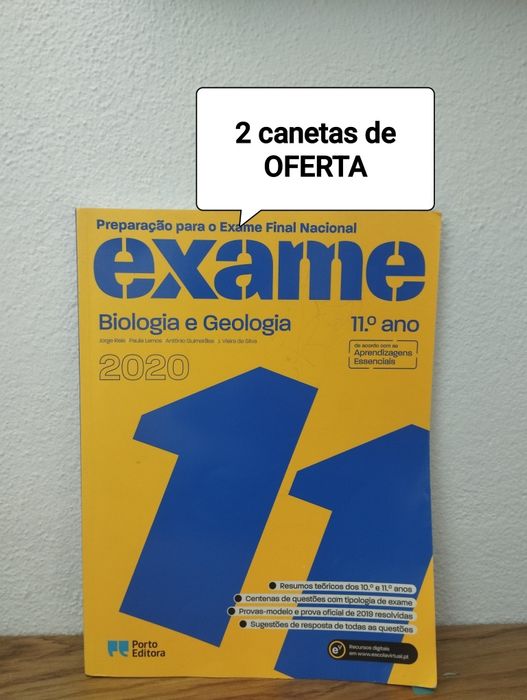 2 canetas de
OFERTA
Preparação para o Exame Final Nacional
exame
Biologia e Geologia 11.º ano
Jorge Reis Paula Lemos António Guimarães J. Vieira da Silva
de acordo com as
Aprendizagens
Essenciais
2020
11
Resumos teóricos dos 10.º e 11.º anos
Centenas de questões com tipologia de exame
Provas-modelo e prova oficial de 2019 resolvidas
Sugestões de resposta de todas as questões
Porto
Editora
ev
Recursos digitais
em www.escolavirtual.pt